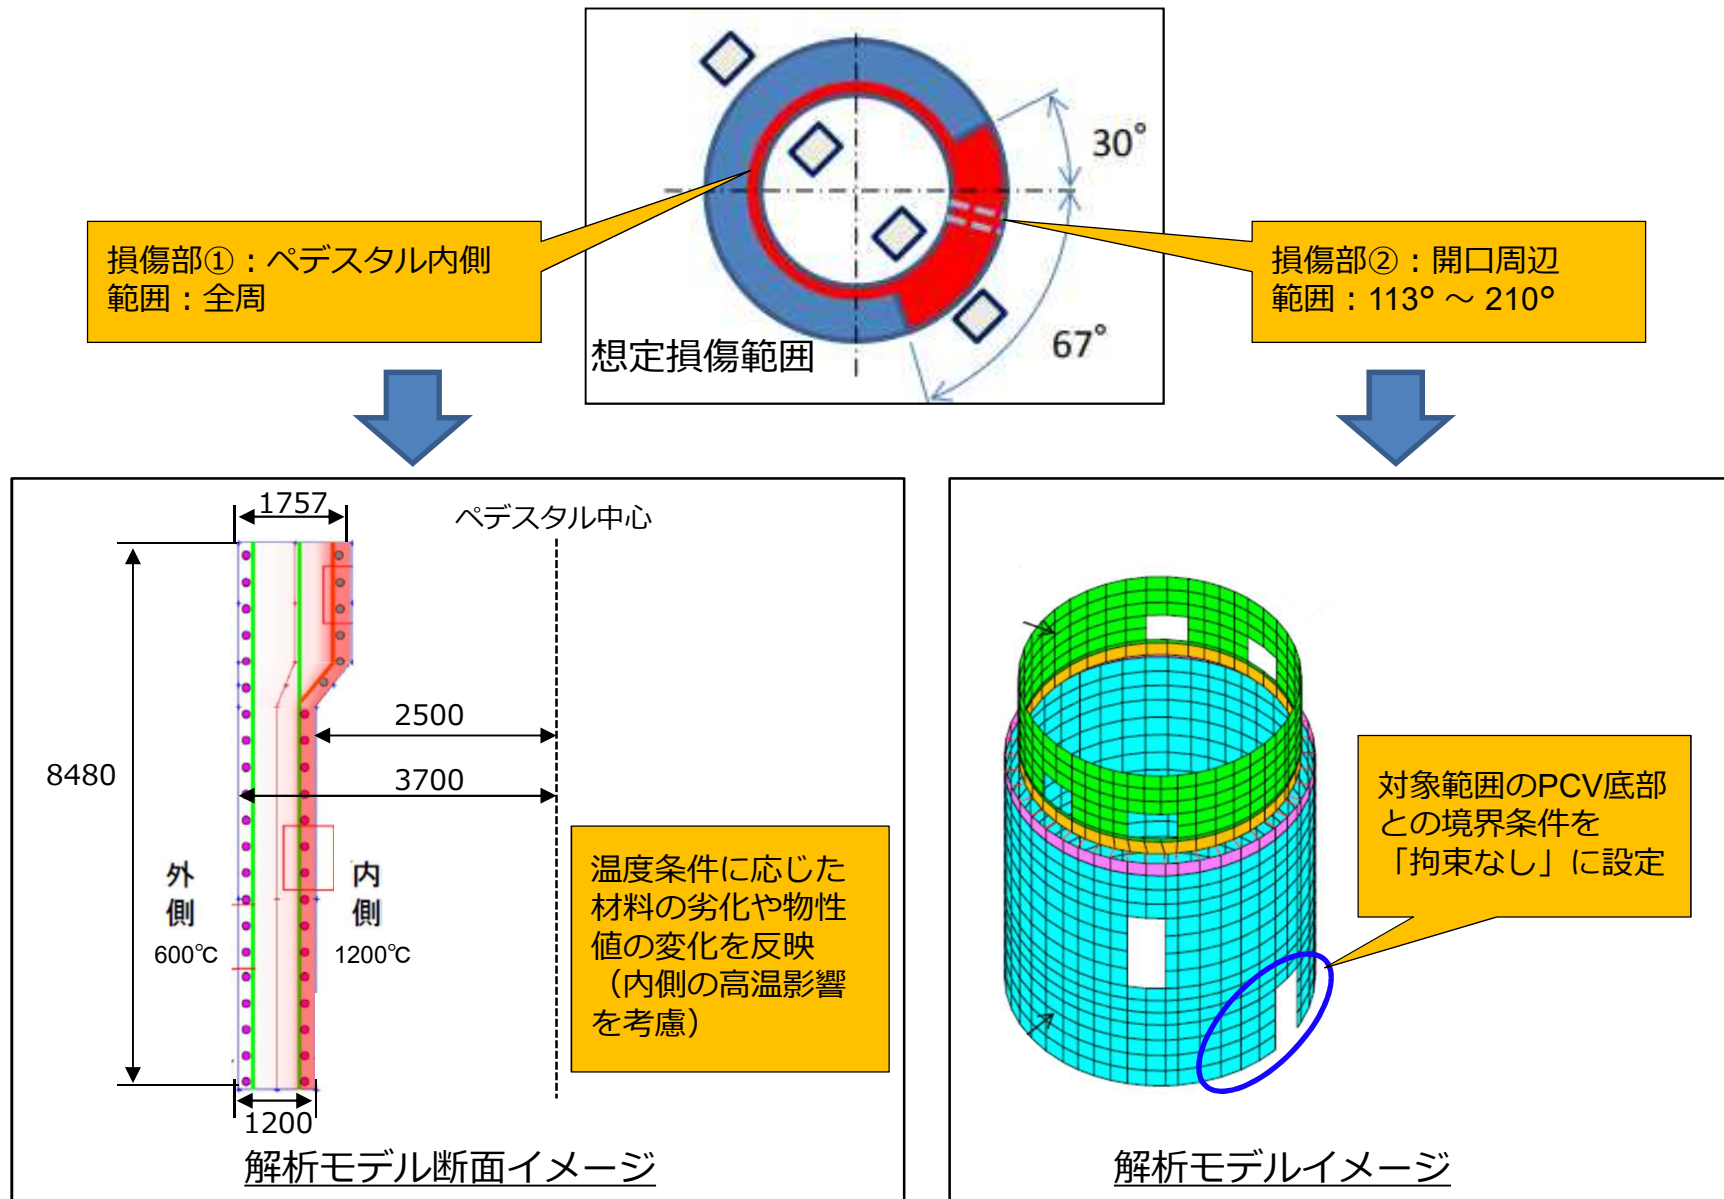 30°
67°
想定損傷範囲
損傷部①：ペデスタル内側
範囲：全周
損傷部②：開口周辺
範囲：113° ～ 210°
1757
ペデスタル中心
2500
8480
3700
外側
600℃
内側
1200℃
温度条件に応じた
材料の劣化や物性
値の変化を反映
（内側の高温影響
を考慮）
1200
解析モデル断面イメージ
対象範囲のPCV底部
との境界条件を
「拘束なし」に設定
解析モデルイメージ